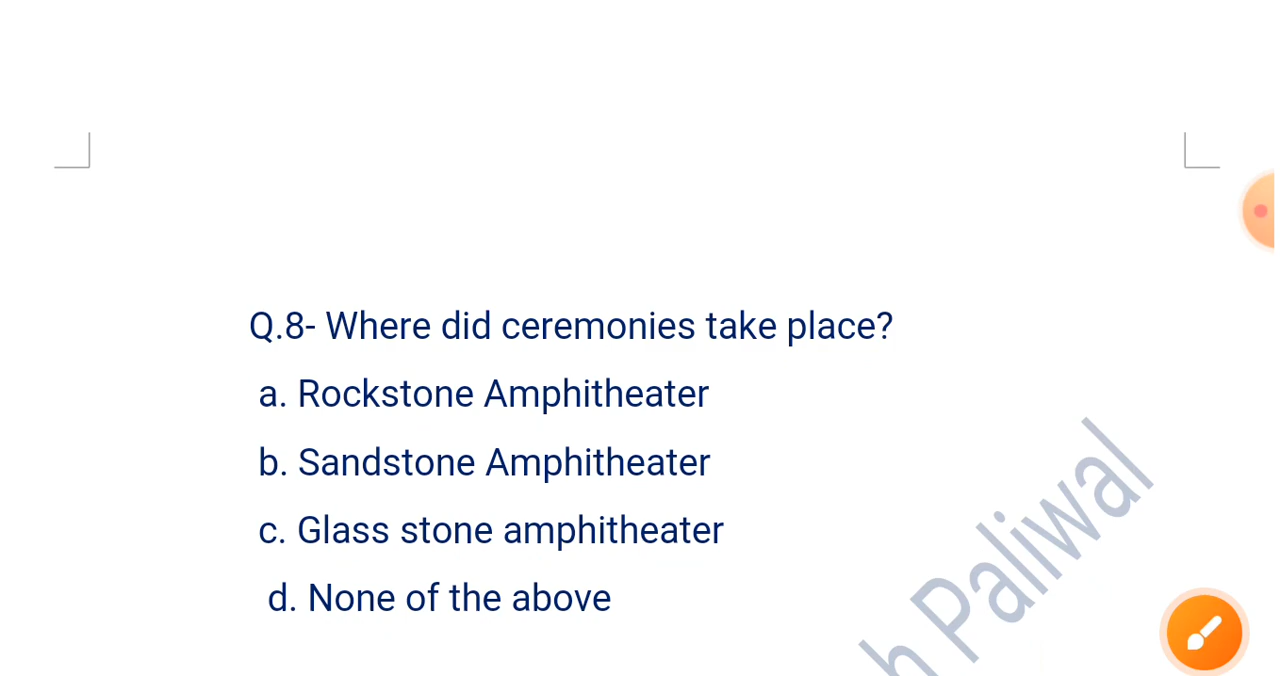 Q.8- Where did ceremonies take place?
a. Rockstone Amphitheater
b. Sandstone Amphitheater
c. Glass stone amphitheater
d. None of the above
h Paliwal